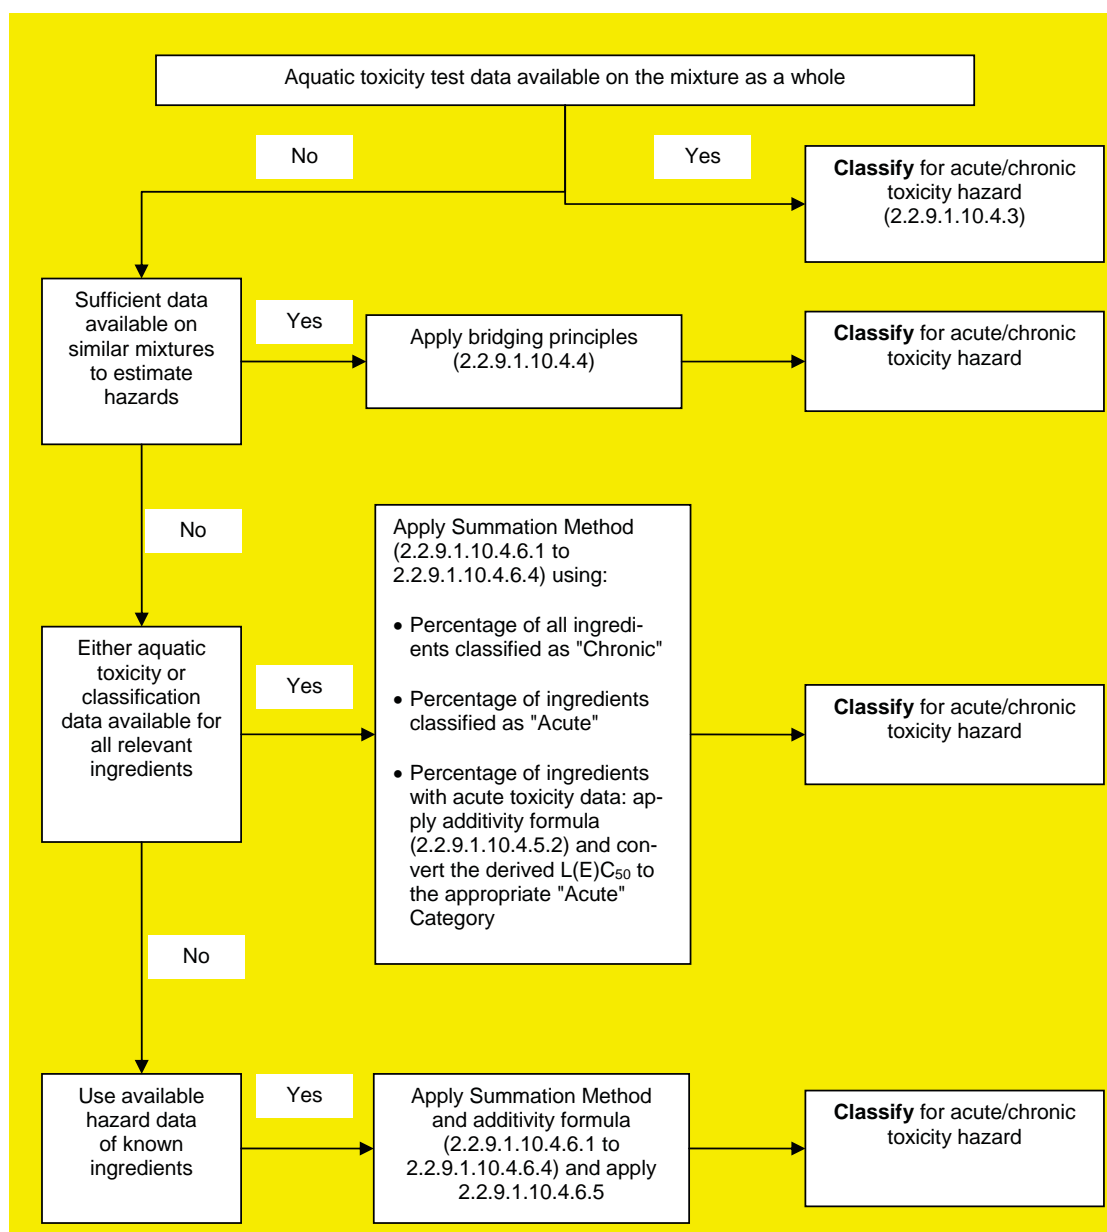 Aquatic toxicity test data available on the mixture as a whole
No
Yes
Classify for acute/chronic
toxicity hazard
(2.2.9.1.10.4.3)
Sufficient data
available on
similar mixtures
to estimate
hazards
Yes
Apply bridging principles
(2.2.9.1.10.4.4)
Classify for acute/chronic
toxicity hazard
No
Either aquatic
toxicity or
classification
data available for
all relevant
ingredients
Yes
Apply Summation Method
(2.2.9.1.10.4.6.1 to
2.2.9.1.10.4.6.4) using:
• Percentage of all ingredi-
ents classified as "Chronic"
• Percentage of ingredients
classified as "Acute"
• Percentage of ingredients
with acute toxicity data: ap-
ply additivity formula
(2.2.9.1.10.4.5.2) and con-
vert the derived L(E)C₅₀ to
the appropriate "Acute"
Category
Classify for acute/chronic
toxicity hazard
No
Use available
hazard data
of known
ingredients
Yes
Apply Summation Method
and additivity formula
(2.2.9.1.10.4.6.1 to
2.2.9.1.10.4.6.4) and apply
2.2.9.1.10.4.6.5
Classify for acute/chronic
toxicity hazard